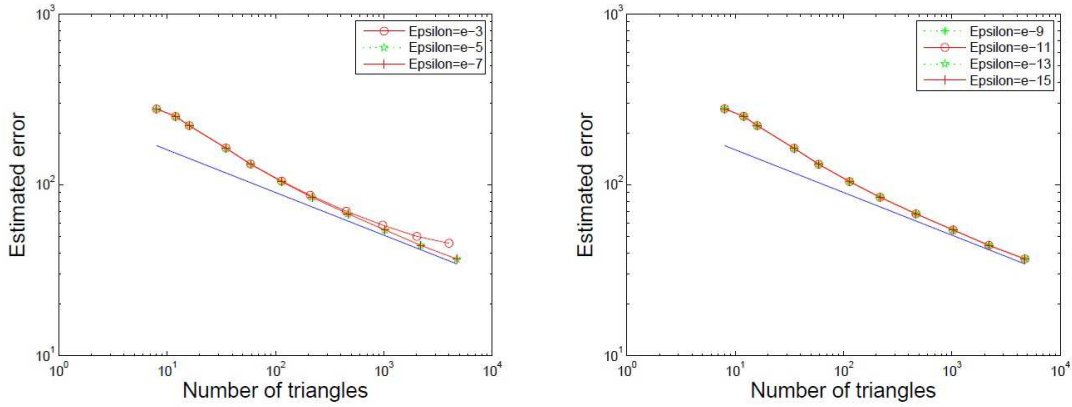 10^3
10^2
10^1
Estimated error
10^0
10^1
10^2
10^3
10^4
Number of triangles
Epsilon=e−3
Epsilon=e−5
Epsilon=e−7
10^3
10^2
10^1
Estimated error
10^0
10^1
10^2
10^3
10^4
Number of triangles
Epsilon=e−9
Epsilon=e−11
Epsilon=e−13
Epsilon=e−15